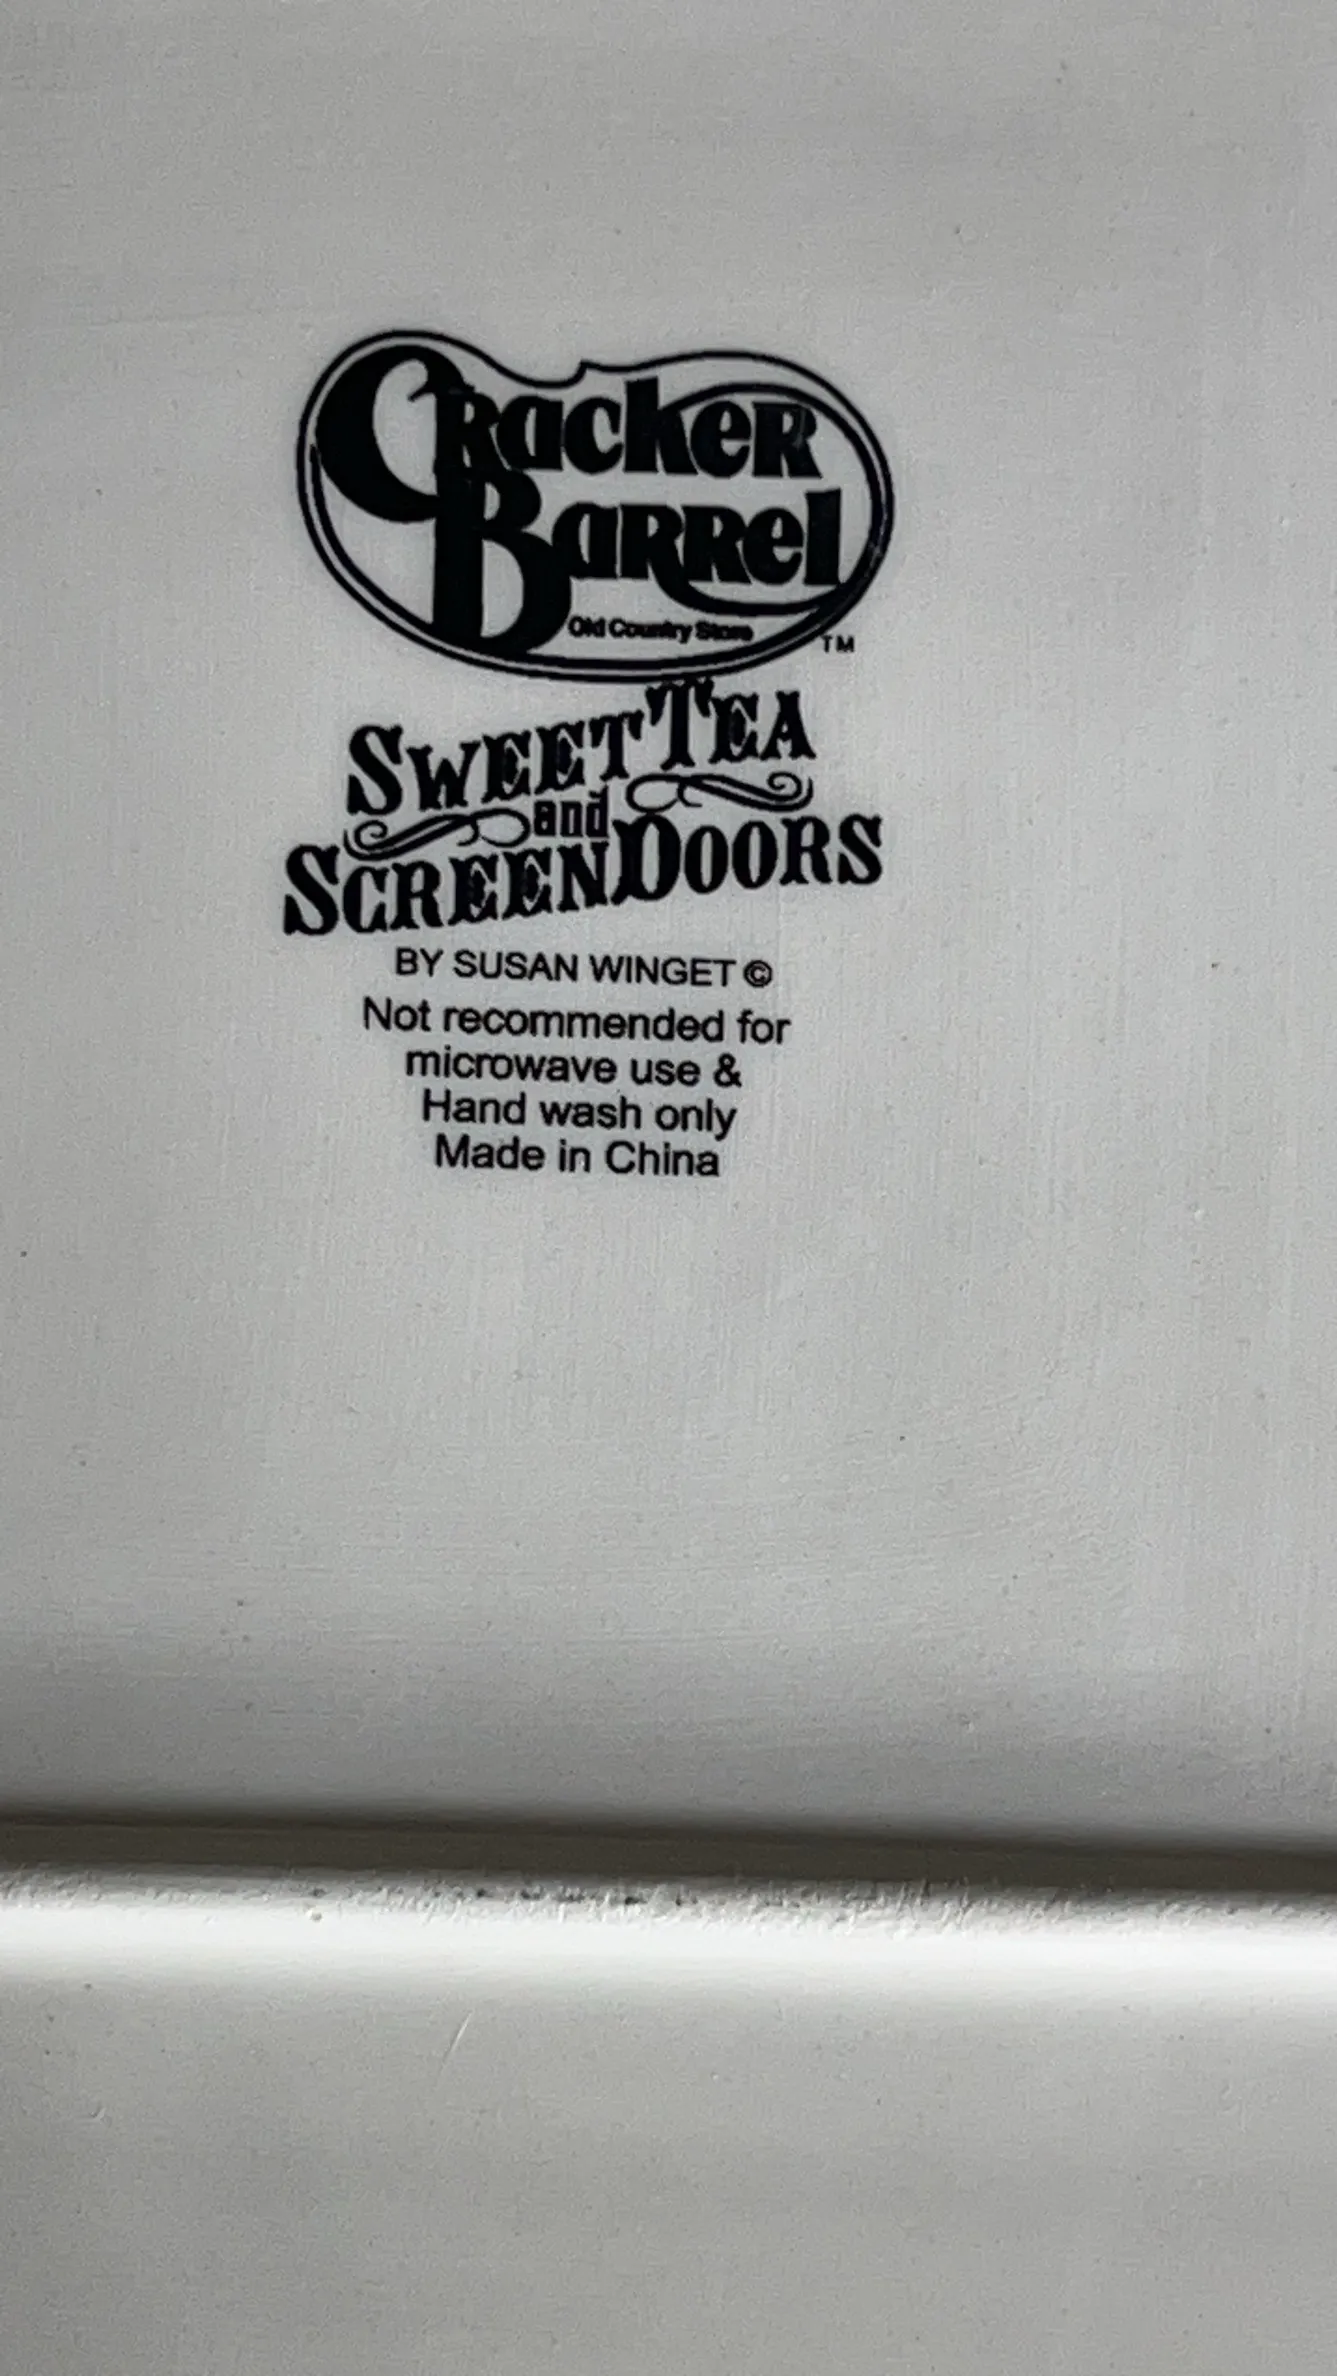 Cracker
Barrel
Old Country Store
TM
SWEET TEA
and
SCREEN DOORS
BY SUSAN WINGET ©
Not recommended for
microwave use &
Hand wash only
Made in China